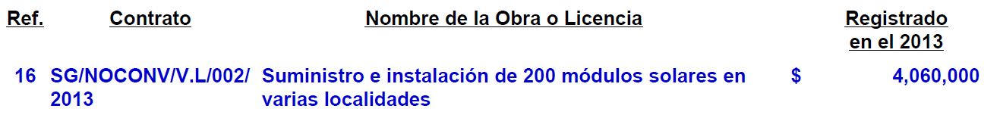 Ref. Contrato Nombre de la Obra o Licencia Registrado
en el 2013
16 SG/NOCONV/V.L/002/ Suministro e instalación de 200 módulos solares en $ 4,060,000
2013 varias localidades